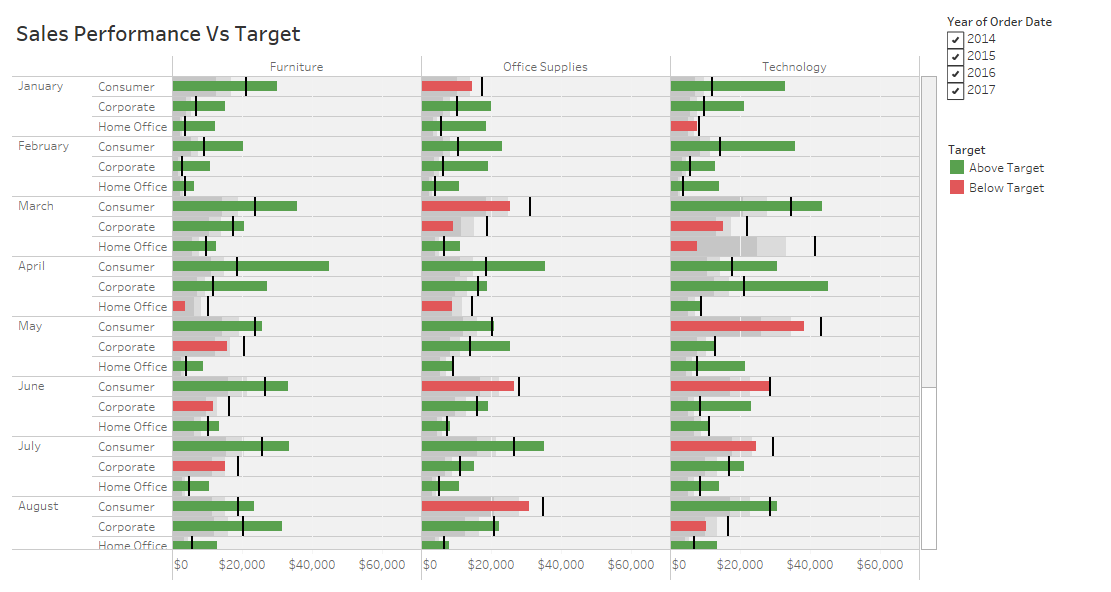 Sales Performance Vs Target
Furniture Office Supplies Technology
January Consumer
Corporate
Home Office
February Consumer
Corporate
Home Office
March Consumer
Corporate
Home Office
April Consumer
Corporate
Home Office
May Consumer
Corporate
Home Office
June Consumer
Corporate
Home Office
July Consumer
Corporate
Home Office
August Consumer
Corporate
Home Office
$0 $20,000 $40,000 $60,000 $0 $20,000 $40,000 $60,000 $0 $20,000 $40,000 $60,000
Year of Order Date
2014
2015
2016
2017
Target
Above Target
Below Target